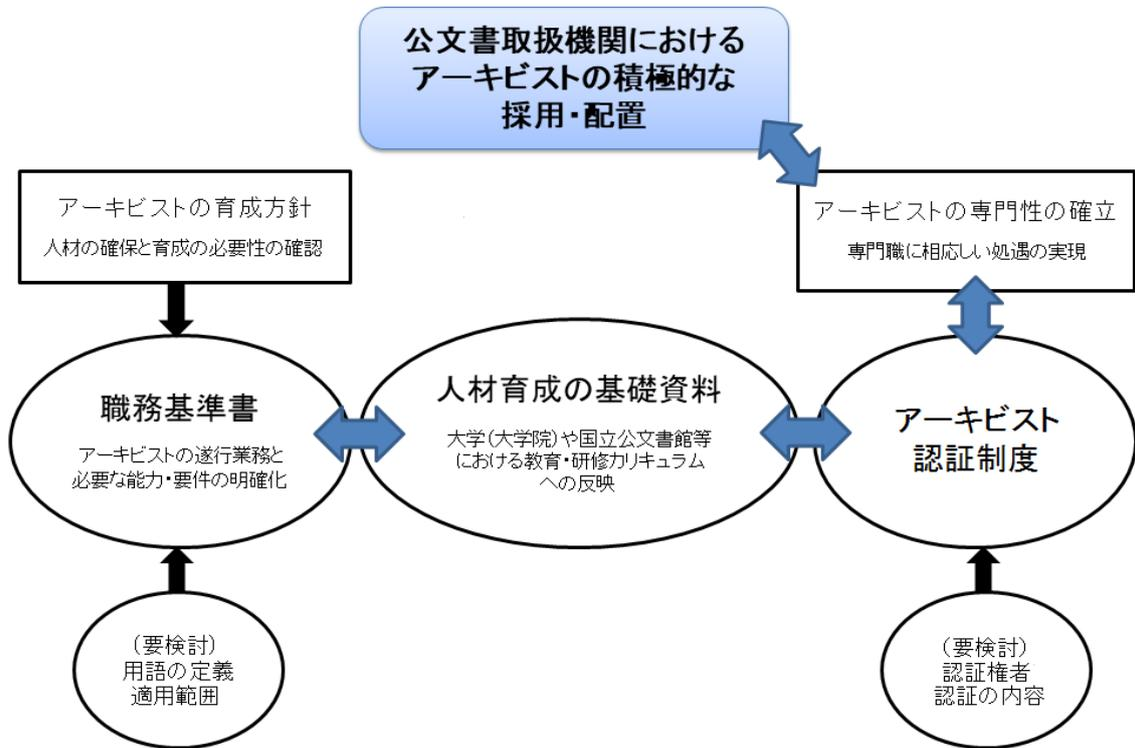 公文書取扱機関における
アーキビストの積極的な
採用・配置
アーキビストの育成方針
人材の確保と育成の必要性の確認
アーキビストの専門性の確立
専門職に相応しい処遇の実現
職務基準書
アーキビストの遂行業務と
必要な能力・要件の明確化
人材育成の基礎資料
大学(大学院)や国立公文書館等
における教育・研修カリキュラム
への反映
アーキビスト
認証制度
(要検討)
用語の定義
適用範囲
(要検討)
認証権者
認証の内容